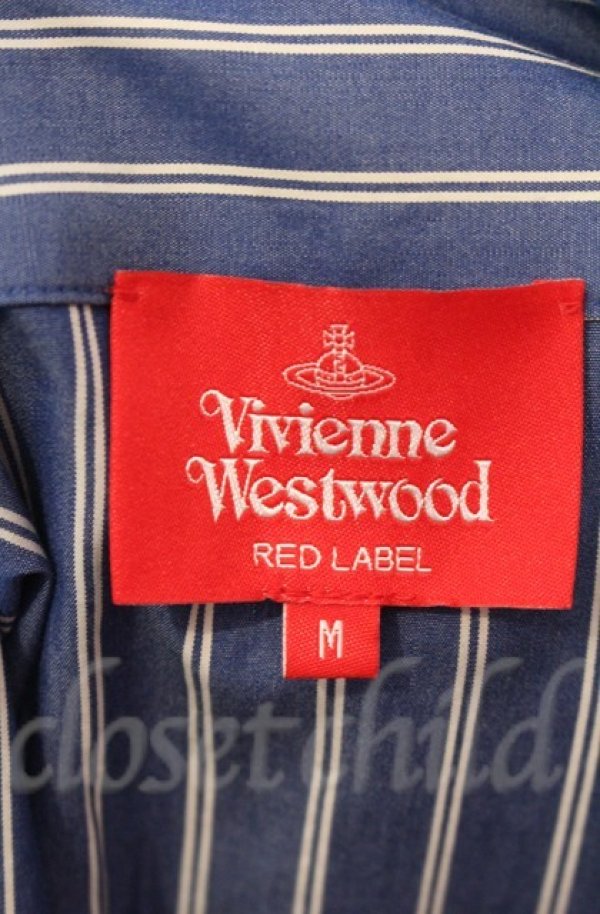 Vivienne
Westwood
RED LABEL
M
closet child